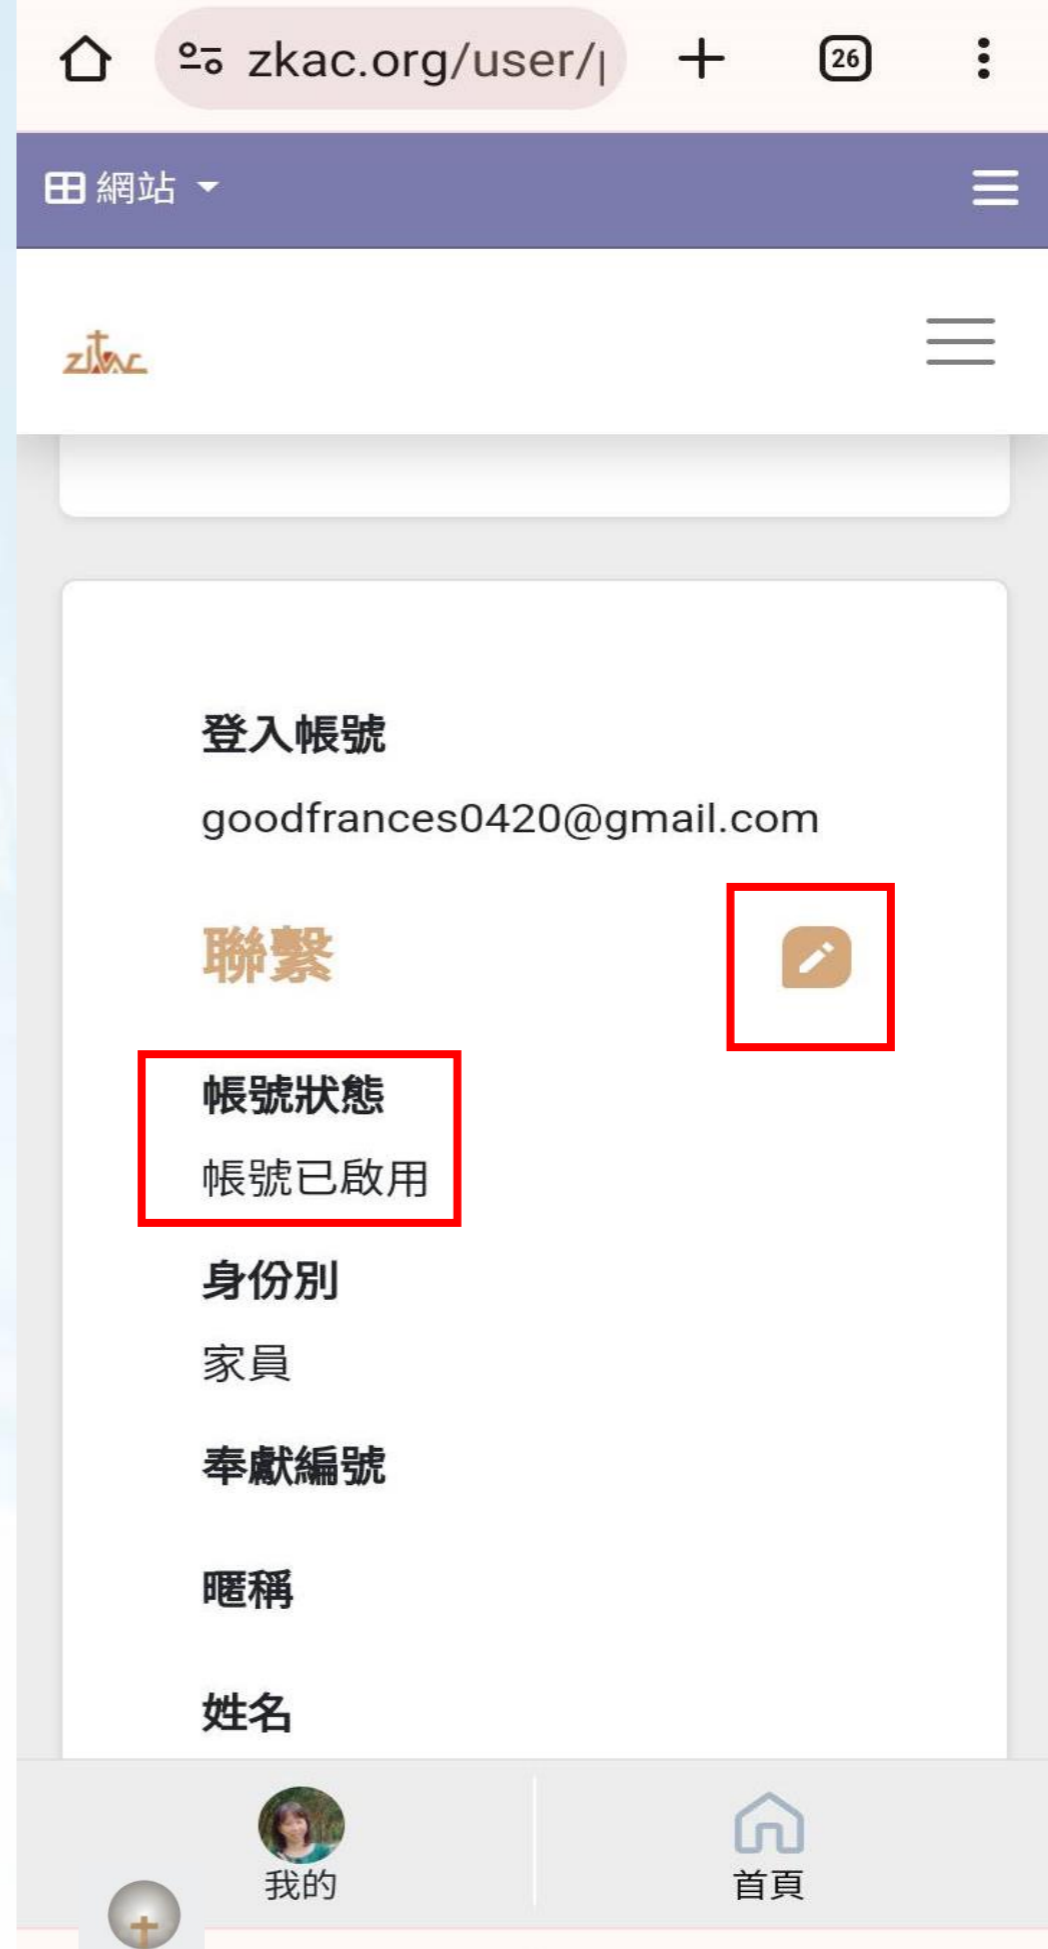 zkac.org/user/
26
網站
zkac
登入帳號
goodfrances0420@gmail.com
聯繫
帳號狀態
帳號已啟用
身份別
家員
奉獻編號
暱稱
姓名
我的
首頁